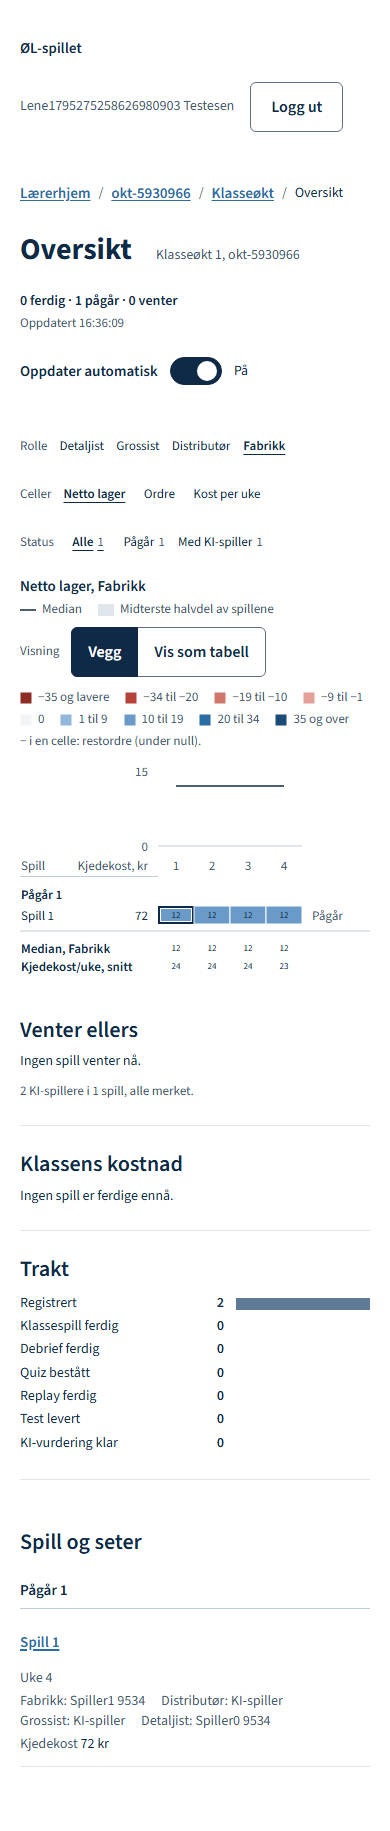 ØL-spillet
Lene1795275258626980903 Testesen Logg ut
Lærerhjem / okt-5930966 / Klasseøkt / Oversikt
Oversikt Klasseøkt 1, okt-5930966
0 ferdig · 1 pågår · 0 venter
Oppdatert 16:36:09
Oppdater automatisk På
Rolle Detaljist Grossist Distributør Fabrikk
Celler Netto lager Ordre Kost per uke
Status Alle 1 Pågår 1 Med KI-spiller 1
Netto lager, Fabrikk
Median Midterste halvdel av spillene
Visning Vegg Vis som tabell
−35 og lavere −34 til −20 −19 til −10 −9 til −1
0 1 til 9 10 til 19 20 til 34 35 og over
− i en celle: restordre (under null).
15
0
Spill Kjedekost, kr 1 2 3 4
Pågår 1
Spill 1 72 12 12 12 12 Pågår
Median, Fabrikk 12 12 12 12
Kjedekost/uke, snitt 24 24 24 23
Venter ellers
Ingen spill venter nå.
2 KI-spillere i 1 spill, alle merket.
Klassens kostnad
Ingen spill er ferdige ennå.
Trakt
Registrert 2
Klassespill ferdig 0
Debrief ferdig 0
Quiz bestått 0
Replay ferdig 0
Test levert 0
KI-vurdering klar 0
Spill og seter
Pågår 1
Spill 1
Uke 4
Fabrikk: Spiller1 9534 Distributør: KI-spiller
Grossist: KI-spiller Detaljist: Spiller0 9534
Kjedekost 72 kr